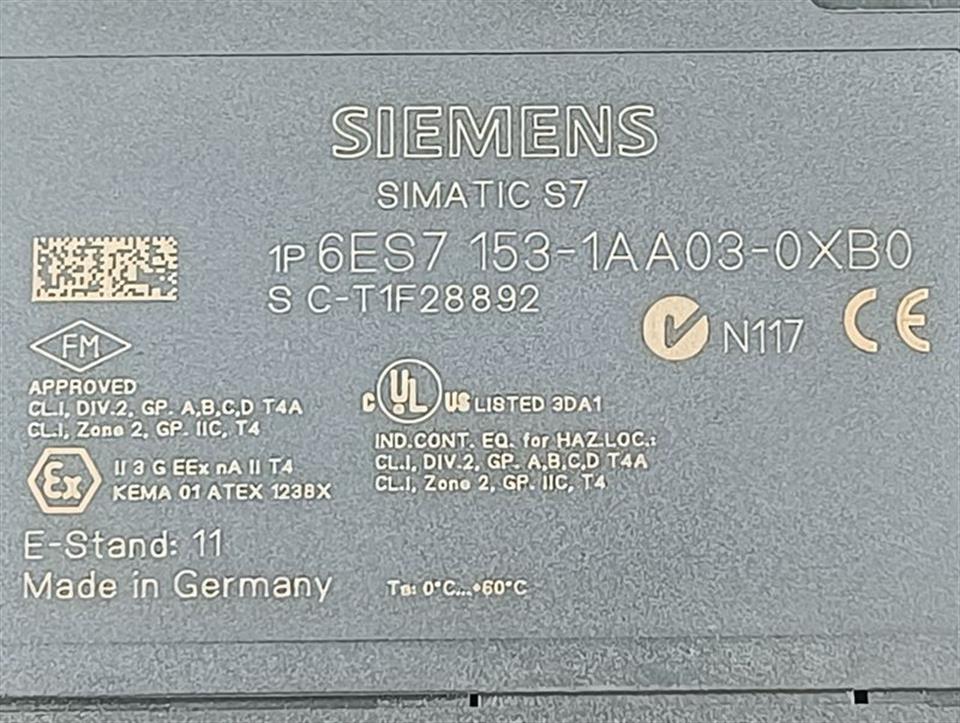 SIEMENS
SIMATIC S7
1P 6ES7 153-1AA03-0XB0
S C-T1F28892
N117 CE
FM
APPROVED
CL.I, DIV.2, GP. A,B,C,D T4A
CL.I, Zone 2, GP. IIC, T4
C UL US LISTED 3DA1
IND.CONT. EQ. for HAZ.LOC.:
CL.I, DIV.2, GP. A,B,C,D T4A
CL.I, Zone 2, GP. IIC, T4
Ex
II 3 G EEx nA II T4
KEMA 01 ATEX 1238X
E-Stand: 11
Made in Germany
TB: 0°C...+60°C